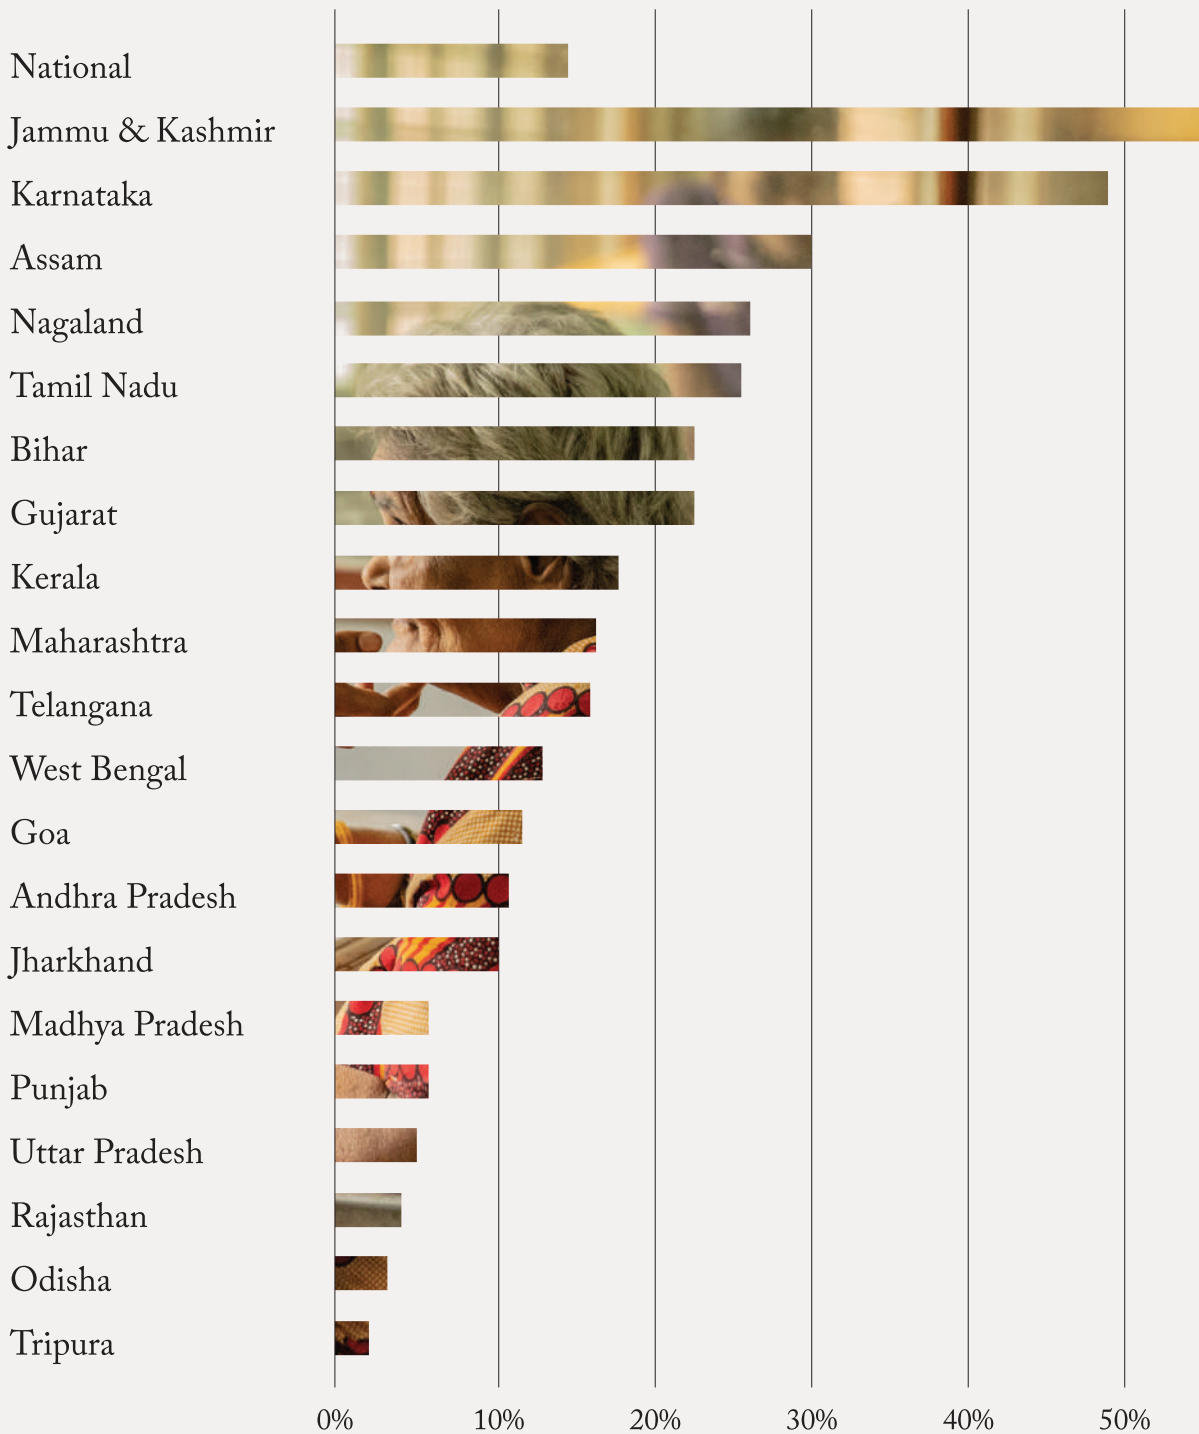 National
Jammu & Kashmir
Karnataka
Assam
Nagaland
Tamil Nadu
Bihar
Gujarat
Kerala
Maharashtra
Telangana
West Bengal
Goa
Andhra Pradesh
Jharkhand
Madhya Pradesh
Punjab
Uttar Pradesh
Rajasthan
Odisha
Tripura
0% 10% 20% 30% 40% 50%